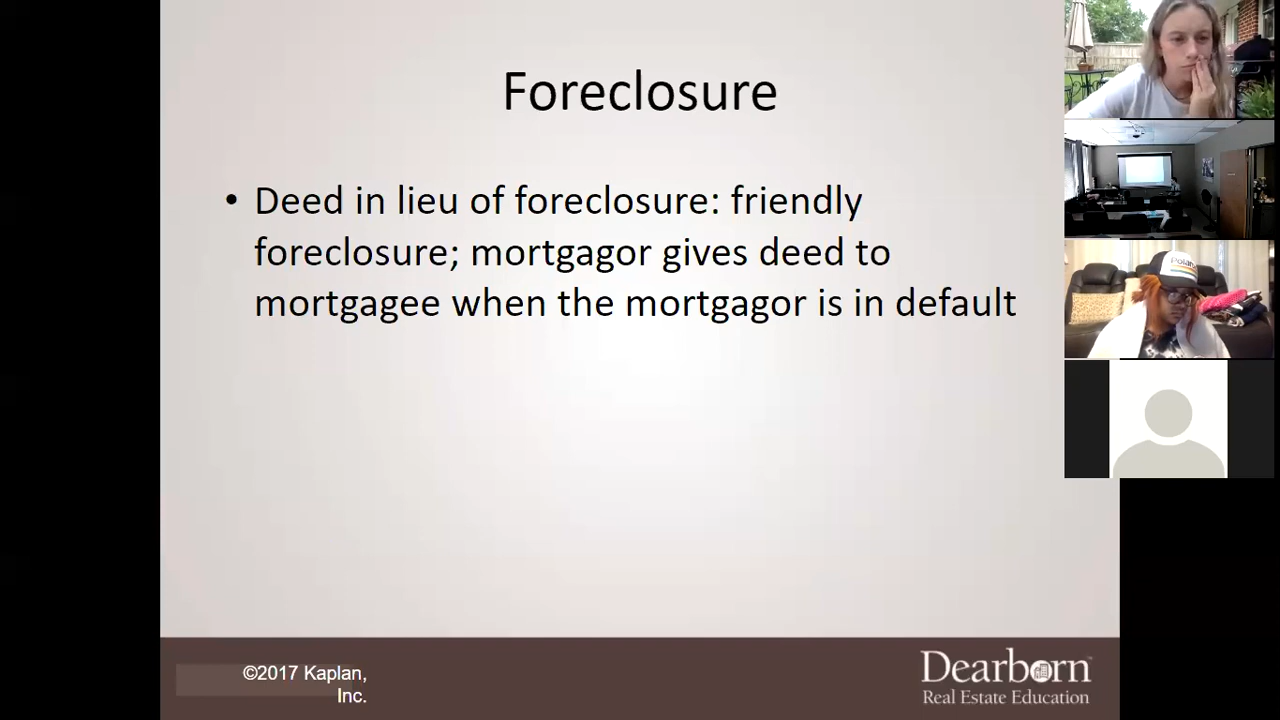 Foreclosure
• Deed in lieu of foreclosure: friendly
foreclosure; mortgagor gives deed to
mortgagee when the mortgagor is in default
©2017 Kaplan,
Inc.
Dearborn™
Real Estate Education